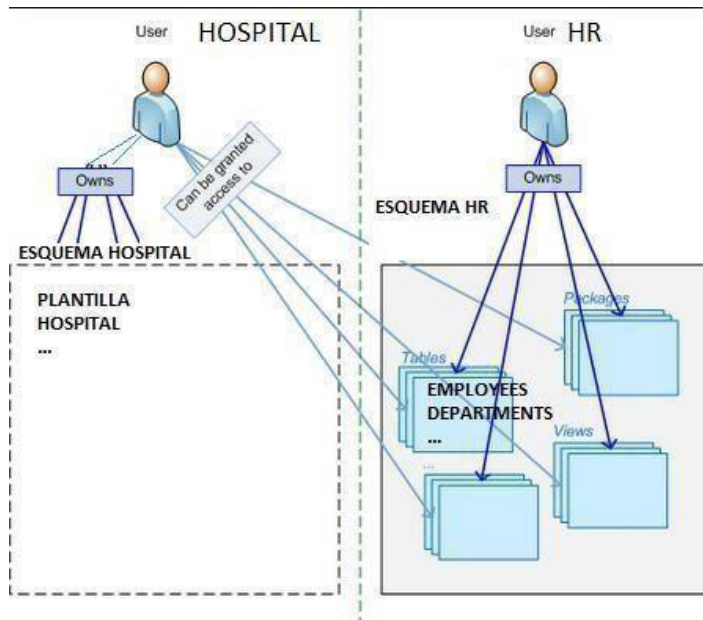 User HOSPITAL
Owns
Can be granted
access to
ESQUEMA HOSPITAL
PLANTILLA
HOSPITAL
...
User HR
Owns
ESQUEMA HR
Packages
Tables
EMPLOYEES
DEPARTMENTS
...
Views
...